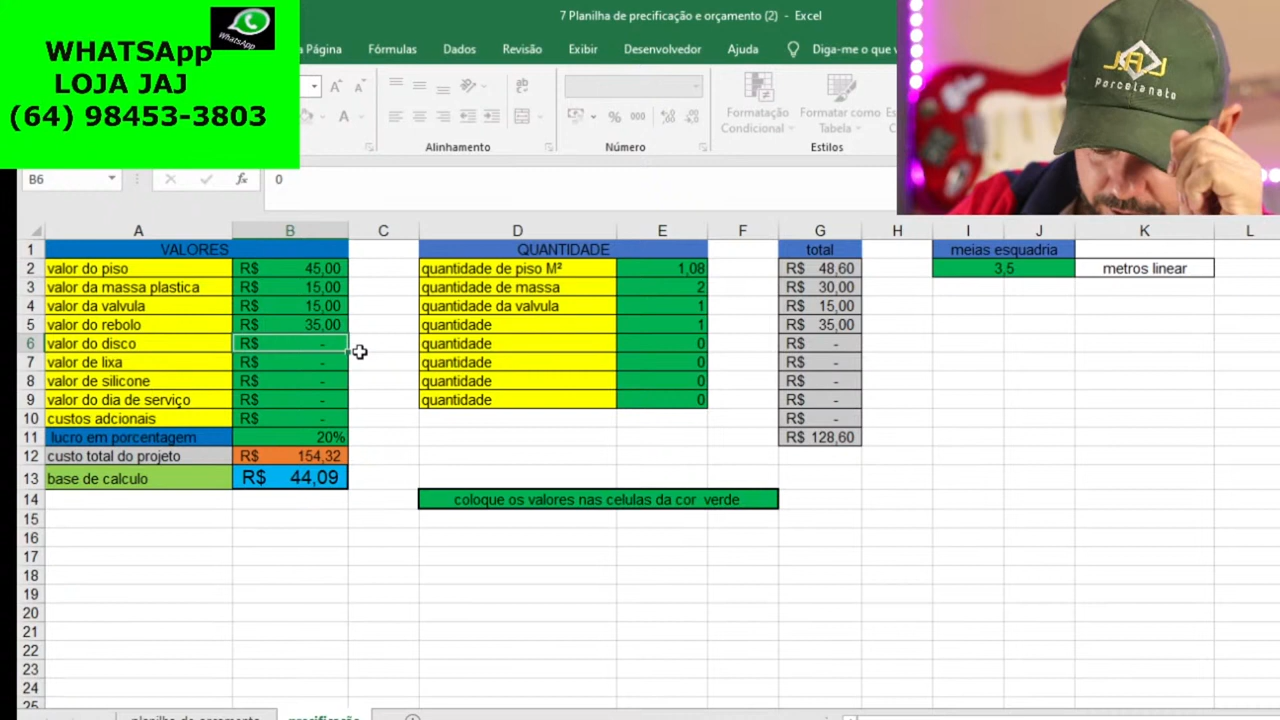 WHATSApp
LOJA JAJ
(64) 98453-3803
WhatsApp
7 Planilha de precificação e orçamento (2) - Excel
a Página Fórmulas Dados Revisão Exibir Desenvolvedor Ajuda Diga-me o que v
Formatação Condicional
Formatar como Tabela
Alinhamento Número Estilos
JAJ
Porcelanato
B6 fx 0
A B C D E F G H I J K L
1 VALORES QUANTIDADE total meias esquadria
2 valor do piso R$ 45,00 quantidade de piso M² 1,08 R$ 48,60 3,5 metros linear
3 valor da massa plastica R$ 15,00 quantidade de massa 2 R$ 30,00
4 valor da valvula R$ 15,00 quantidade da valvula 1 R$ 15,00
5 valor do rebolo R$ 35,00 quantidade 1 R$ 35,00
6 valor do disco R$ - quantidade 0 R$ -
7 valor de lixa R$ - quantidade 0 R$ -
8 valor de silicone R$ - quantidade 0 R$ -
9 valor do dia de serviço R$ - quantidade 0 R$ -
10 custos adcionais R$ - R$ -
11 lucro em porcentagem 20% R$ 128,60
12 custo total do projeto R$ 154,32
13 base de calculo R$ 44,09
14 coloque os valores nas celulas da cor verde
15
16
17
18
19
20
21
22
23
24
25
planilha de orçamento precificação